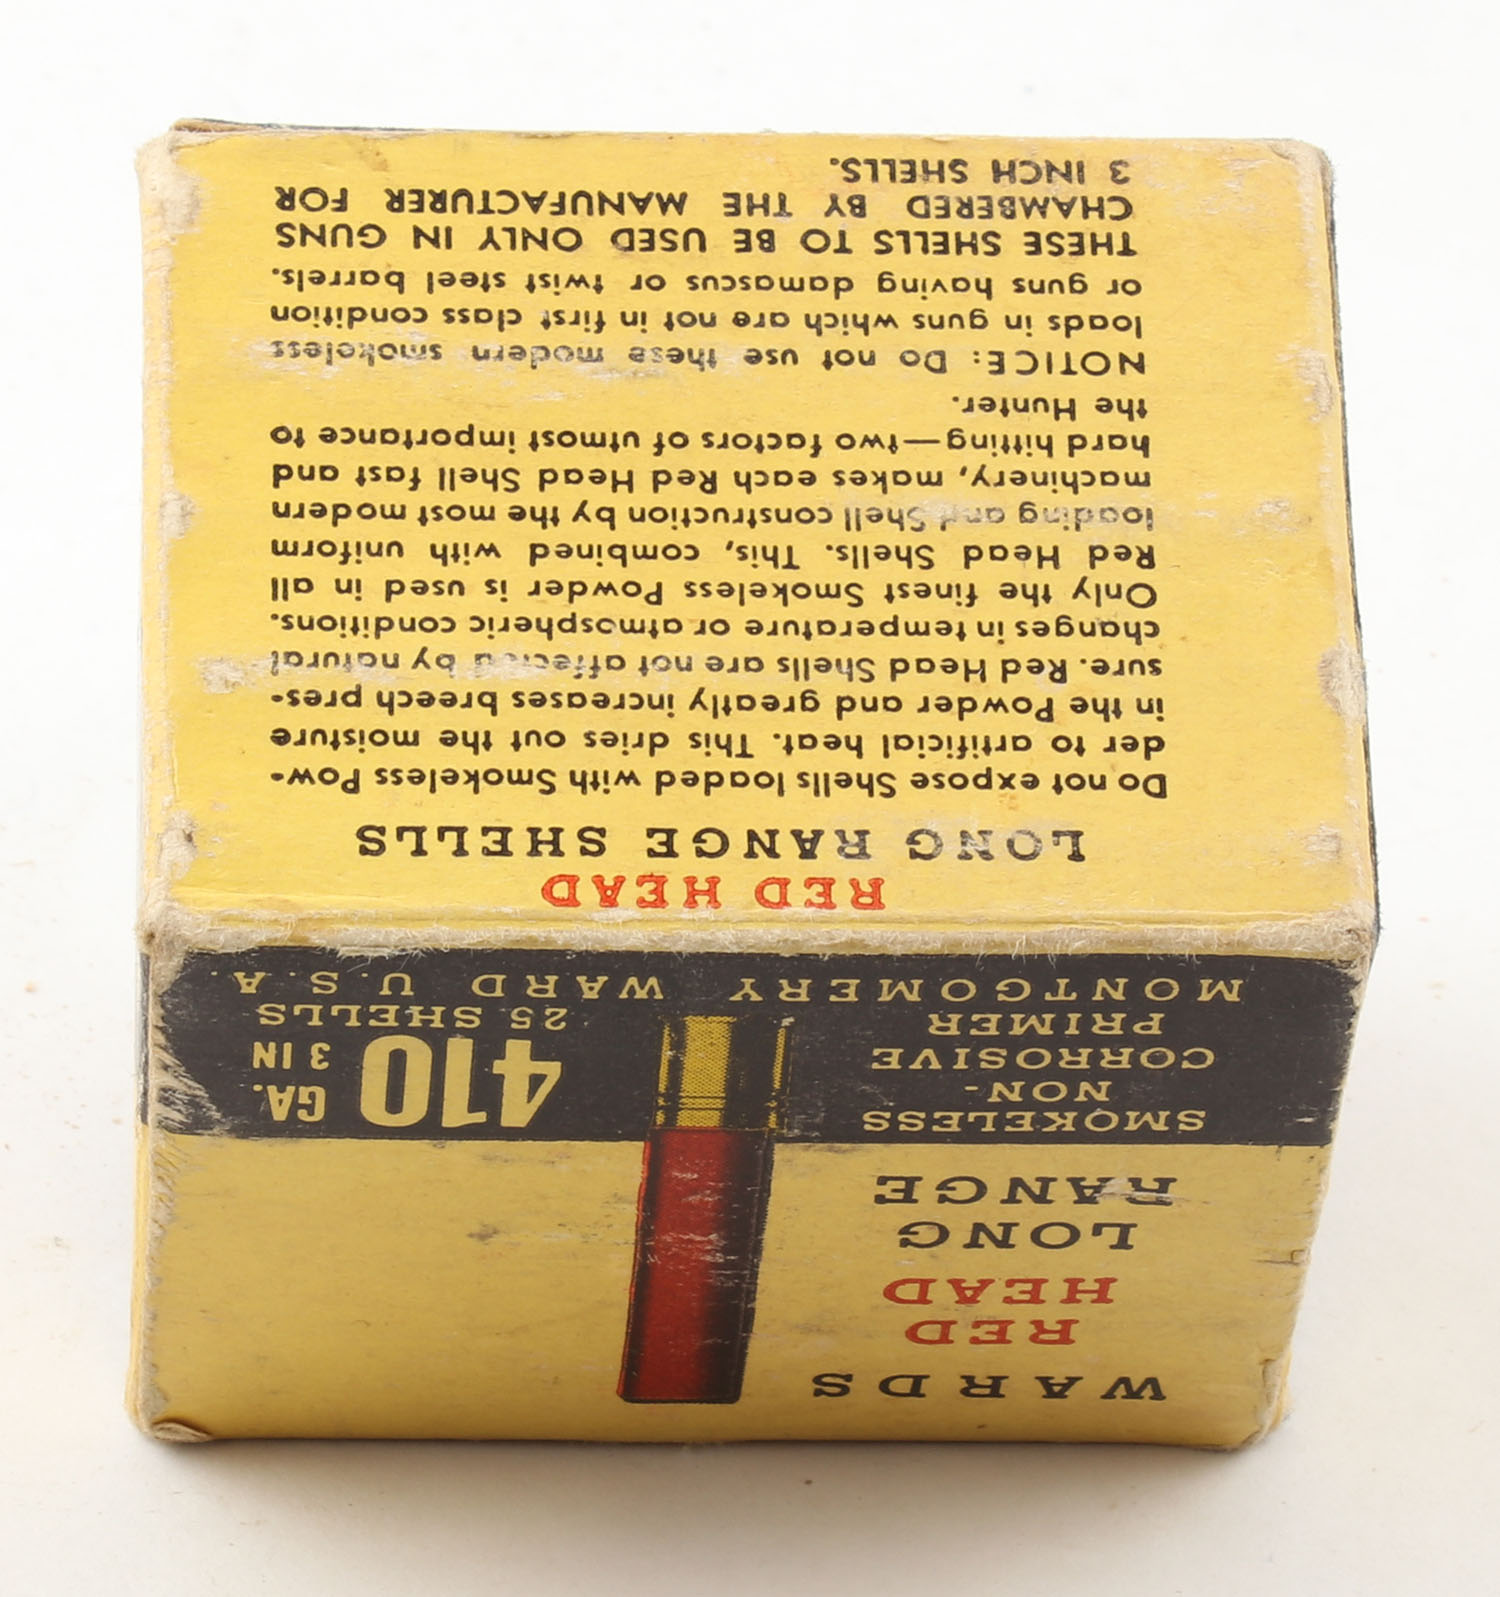 WARDS
RED
HEAD
LONG
RANGE
SMOKELESS
NON-
CORROSIVE
PRIMER
410 GA.
3 IN
25 SHELLS
MONTGOMERY WARD U.S.A.
RED HEAD
LONG RANGE SHELLS
Do not expose Shells loaded with Smokeless Pow-
der to artificial heat. This dries out the moisture
in the Powder and greatly increases breech pres-
sure. Red Head Shells are not affected by natural
changes in temperature or atmospheric conditions.
Only the finest Smokeless Powder is used in all
Red Head Shells. This, combined with uniform
loading and Shell construction by the most modern
machinery, makes each Red Head Shell fast and
hard hitting—two factors of utmost importance to
the Hunter.
NOTICE: Do not use these modern smokeless
loads in guns which are not in first class condition
or guns having damascus or twist steel barrels.
THESE SHELLS TO BE USED ONLY IN GUNS
CHAMBERED BY THE MANUFACTURER FOR
3 INCH SHELLS.